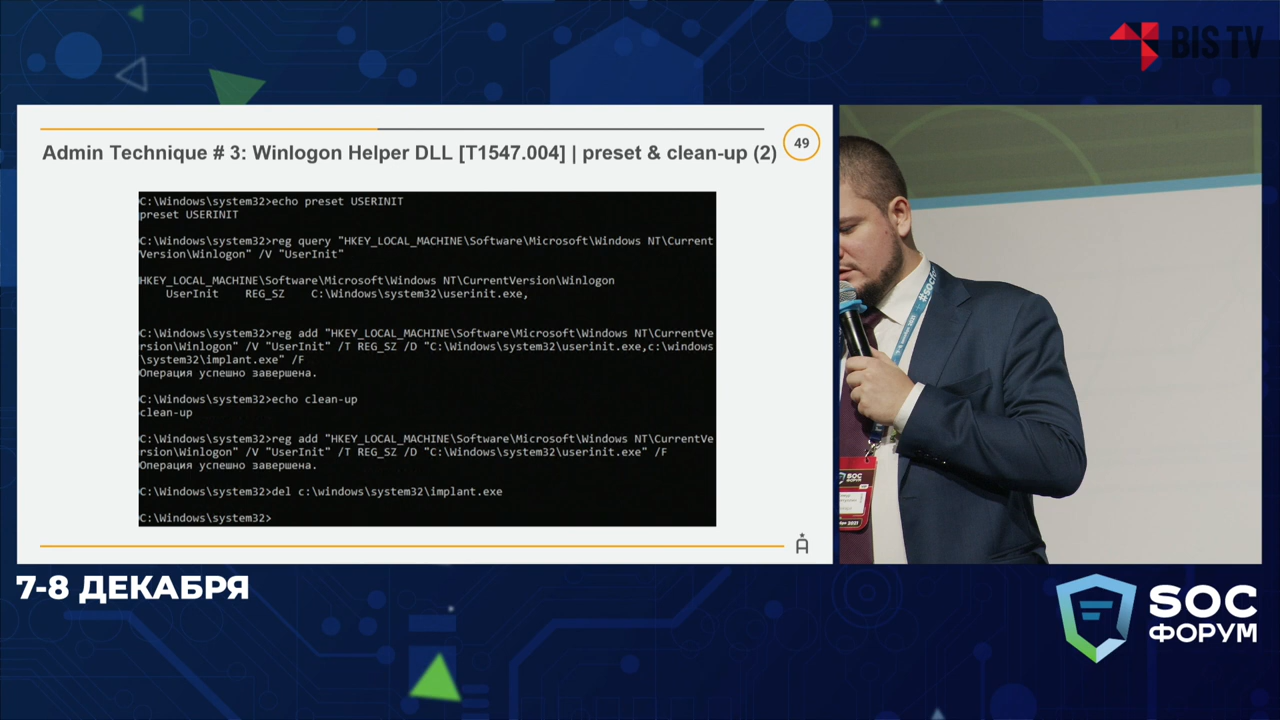 BIS TV
49
Admin Technique # 3: Winlogon Helper DLL [T1547.004] | preset & clean-up (2)
C:\Windows\system32>echo preset USERINIT
preset USERINIT
C:\Windows\system32>reg query "HKEY_LOCAL_MACHINE\Software\Microsoft\Windows NT\Current
Version\Winlogon" /V "UserInit"
HKEY_LOCAL_MACHINE\Software\Microsoft\Windows NT\CurrentVersion\Winlogon
UserInit REG_SZ C:\Windows\system32\userinit.exe,
C:\Windows\system32>reg add "HKEY_LOCAL_MACHINE\Software\Microsoft\Windows NT\CurrentVe
rsion\Winlogon" /V "UserInit" /T REG_SZ /D "C:\Windows\system32\userinit.exe,c:\windows
\system32\implant.exe" /F
Операция успешно завершена.
C:\Windows\system32>echo clean-up
clean-up
C:\Windows\system32>reg add "HKEY_LOCAL_MACHINE\Software\Microsoft\Windows NT\CurrentVe
rsion\Winlogon" /V "UserInit" /T REG_SZ /D "C:\Windows\system32\userinit.exe" /F
Операция успешно завершена.
C:\Windows\system32>del c:\windows\system32\implant.exe
C:\Windows\system32>
SOC
ФОРУМ
7-8 ДЕКАБРЯ
SOC
ФОРУМ